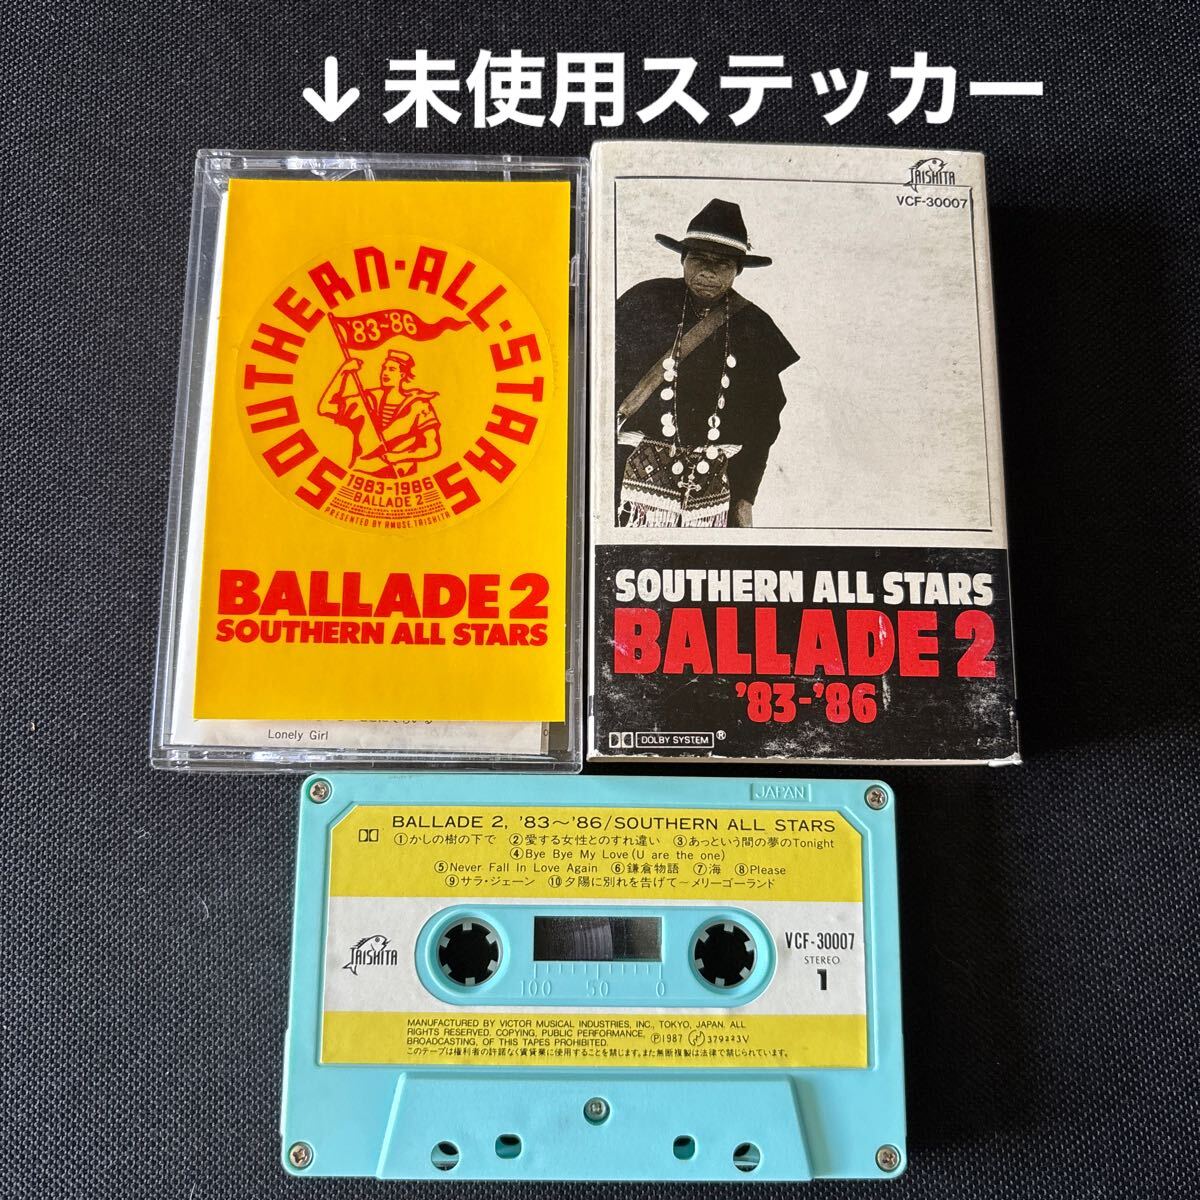 ↓未使用ステッカー
SOUTHERN-ALL-STARS
'83~'86
1983-1986
BALLADE 2
PRESENTED BY AMUSE. TAISHITA
BALLADE 2
SOUTHERN ALL STARS
Lonely Girl
TAISHITA
VCF-30007
SOUTHERN ALL STARS
BALLADE 2
'83-'86
DOLBY SYSTEM®
JAPAN
BALLADE 2, '83～'86/SOUTHERN ALL STARS
①かしの樹の下で ②愛する女性とのすれ違い ③あっという間の夢のTonight
④Bye Bye My Love(U are the one)
⑤Never Fall In Love Again ⑥鎌倉物語 ⑦海 ⑧Please
⑨サラ・ジェーン ⑩夕陽に別れを告げて～メリーゴーランド
TAISHITA
VCF-30007
STEREO
1
100 50 0
MANUFACTURED BY VICTOR MUSICAL INDUSTRIES, INC., TOKYO, JAPAN. ALL
RIGHTS RESERVED. COPYING, PUBLIC PERFORMANCE,
BROADCASTING, OF THIS TAPES PROHIBITED. Ⓟ1987 379223V
このテープは権利者の許諾なく賃貸業に使用することを禁じます。また無断複製は法律で禁じられています。